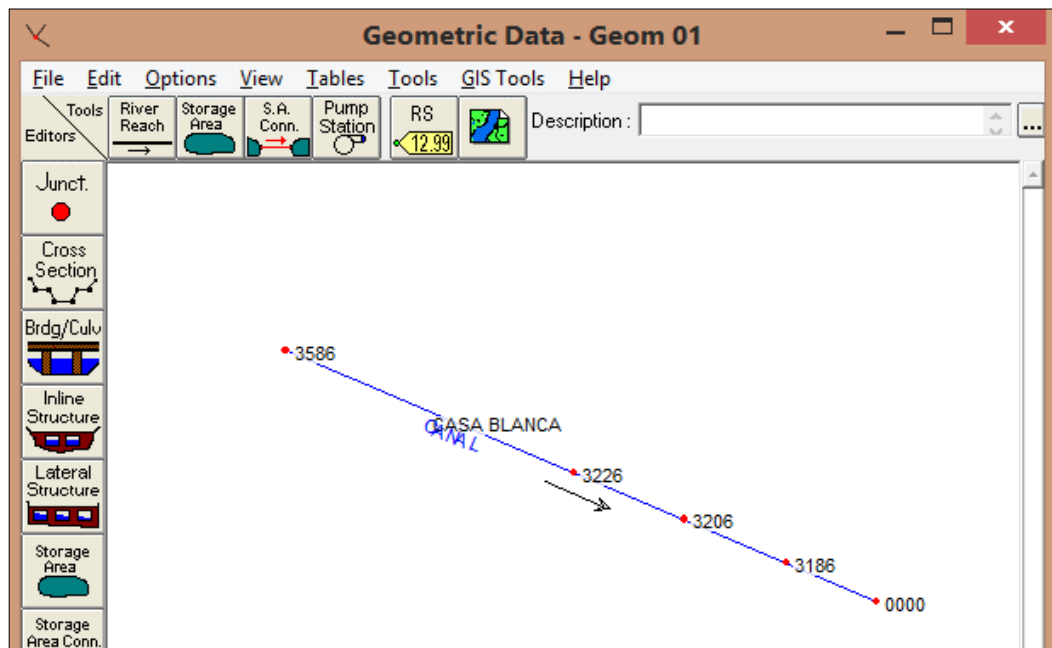 Geometric Data - Geom 01
File Edit Options View Tables Tools GIS Tools Help
Tools
Editors
River
Reach
Storage
Area
S.A.
Conn.
Pump
Station
RS
12.99
Description :
...
Junct.
Cross
Section
Brdg/Culv
Inline
Structure
Lateral
Structure
Storage
Area
Storage
Area Conn.
3586
CASA BLANCA
CANAL
3226
3206
3186
0000